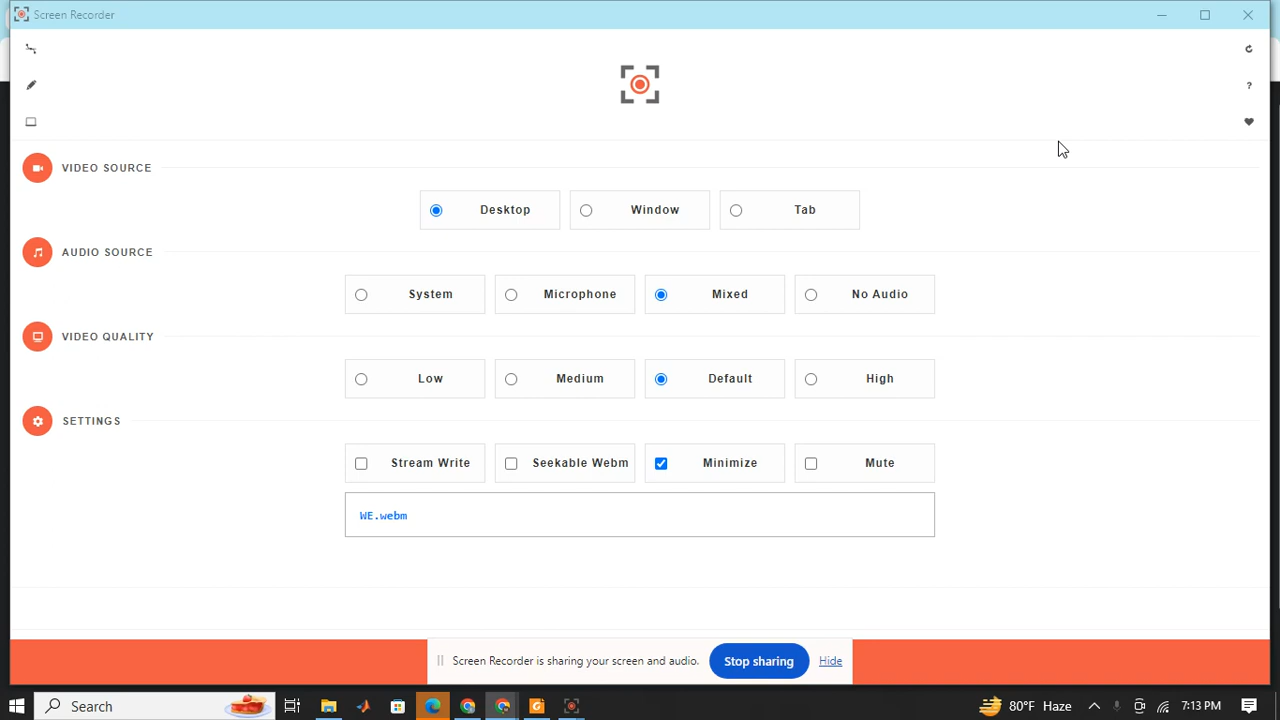 Screen Recorder
?
VIDEO SOURCE
Desktop Window Tab
AUDIO SOURCE
System Microphone Mixed No Audio
VIDEO QUALITY
Low Medium Default High
SETTINGS
Stream Write Seekable Webm Minimize Mute
WE.webm
Screen Recorder is sharing your screen and audio. Stop sharing Hide
Search 80°F Haze 7:13 PM